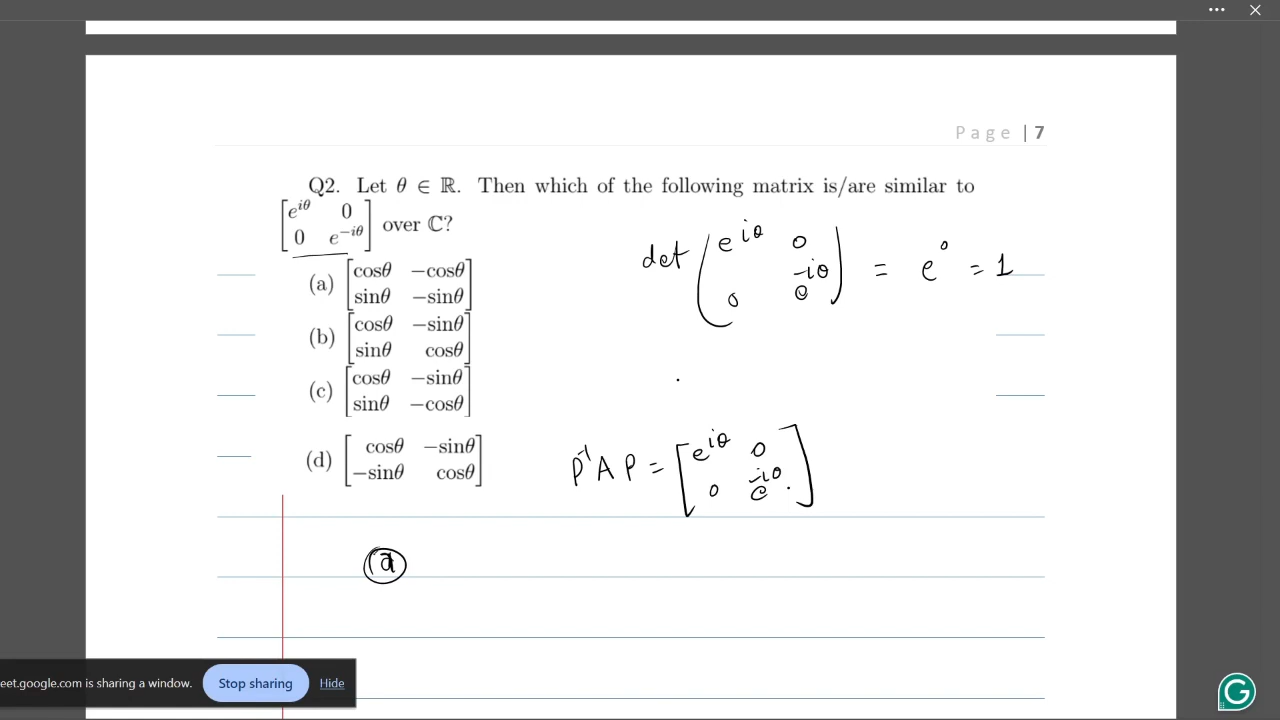 Page | 7
Q2. Let θ ∈ ℝ. Then which of the following matrix is/are similar to
[e^{iθ} 0
0 e^{-iθ}] over ℂ?
(a) [cosθ -cosθ
sinθ -sinθ]
(b) [cosθ -sinθ
sinθ cosθ]
(c) [cosθ -sinθ
sinθ -cosθ]
(d) [cosθ -sinθ
-sinθ cosθ]
det (e^{iθ} 0
0 e^{-iθ}) = e^0 = 1
P^{-1} A P = [e^{iθ} 0
0 e^{-iθ}]
(a)
eet.google.com is sharing a window. Stop sharing Hide